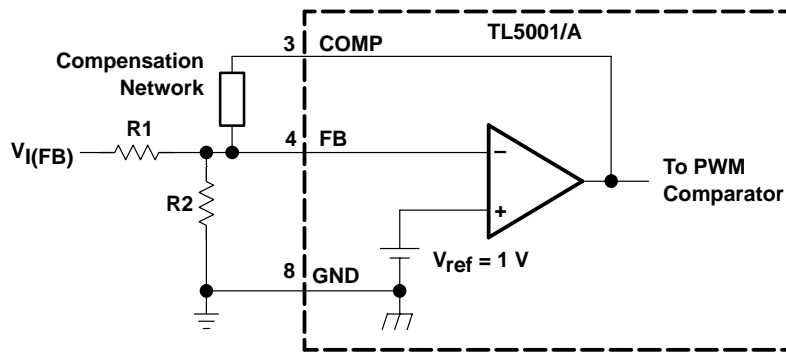 TL5001/A
3 COMP
Compensation
Network
R1
4 FB
V_I(FB)
R2
−
+
To PWM
Comparator
V_ref = 1 V
8 GND